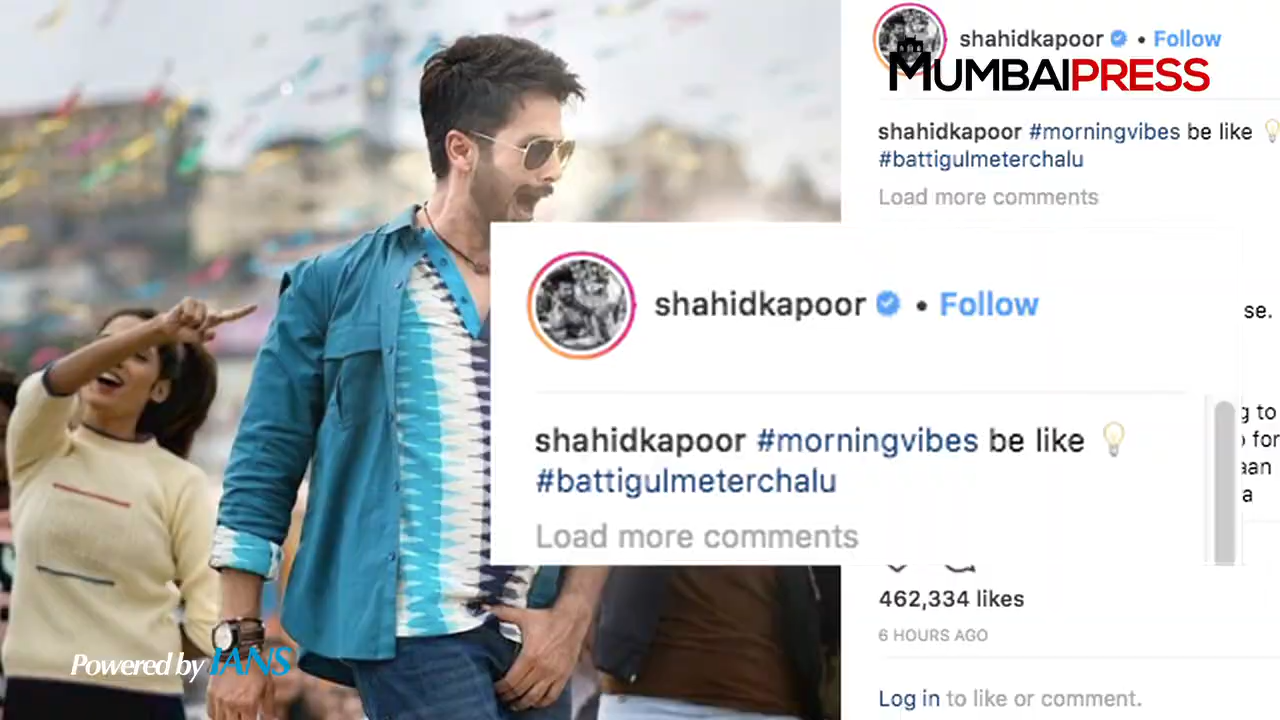 shahidkapoor • Follow
MUMBAIPRESS
shahidkapoor #morningvibes be like
#battigulmeterchalu
Load more comments
shahidkapoor • Follow
se.
shahidkapoor #morningvibes be like
#battigulmeterchalu
Load more comments
g to
for
aan
a
462,334 likes
6 HOURS AGO
Log in to like or comment.
Powered by IANS